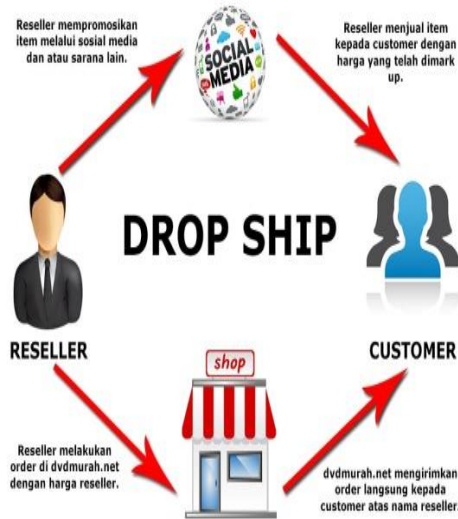 Reseller mempromosikan
item melalui sosial media
dan atau sarana lain.
SOCIAL
MEDIA
Reseller menjual item
kepada customer dengan
harga yang telah dimark
up.
DROP SHIP
RESELLER
CUSTOMER
shop
Reseller melakukan
order di dvdmurah.net
dengan harga reseller.
dvdmurah.net mengirimkan
order langsung kepada
customer atas nama reseller.